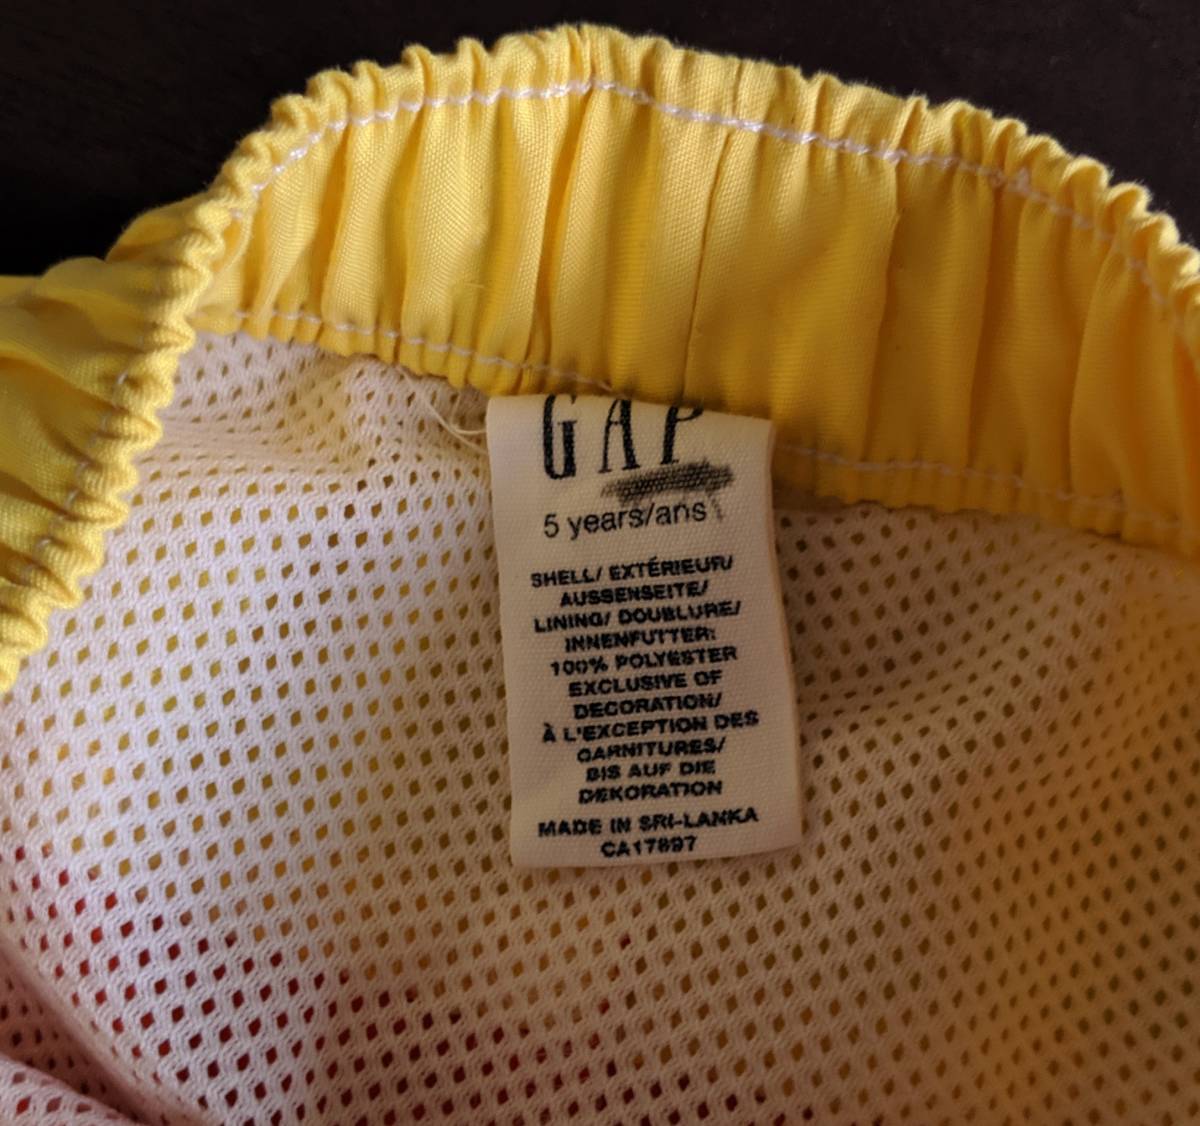 GAP
5 years/ans
SHELL/ EXTÉRIEUR/
AUSSENSEITE/
LINING/ DOUBLURE/
INNENFUTTER:
100% POLYESTER
EXCLUSIVE OF
DECORATION/
À L'EXCEPTION DES
GARNITURES/
BIS AUF DIE
DEKORATION
MADE IN SRI-LANKA
CA17897